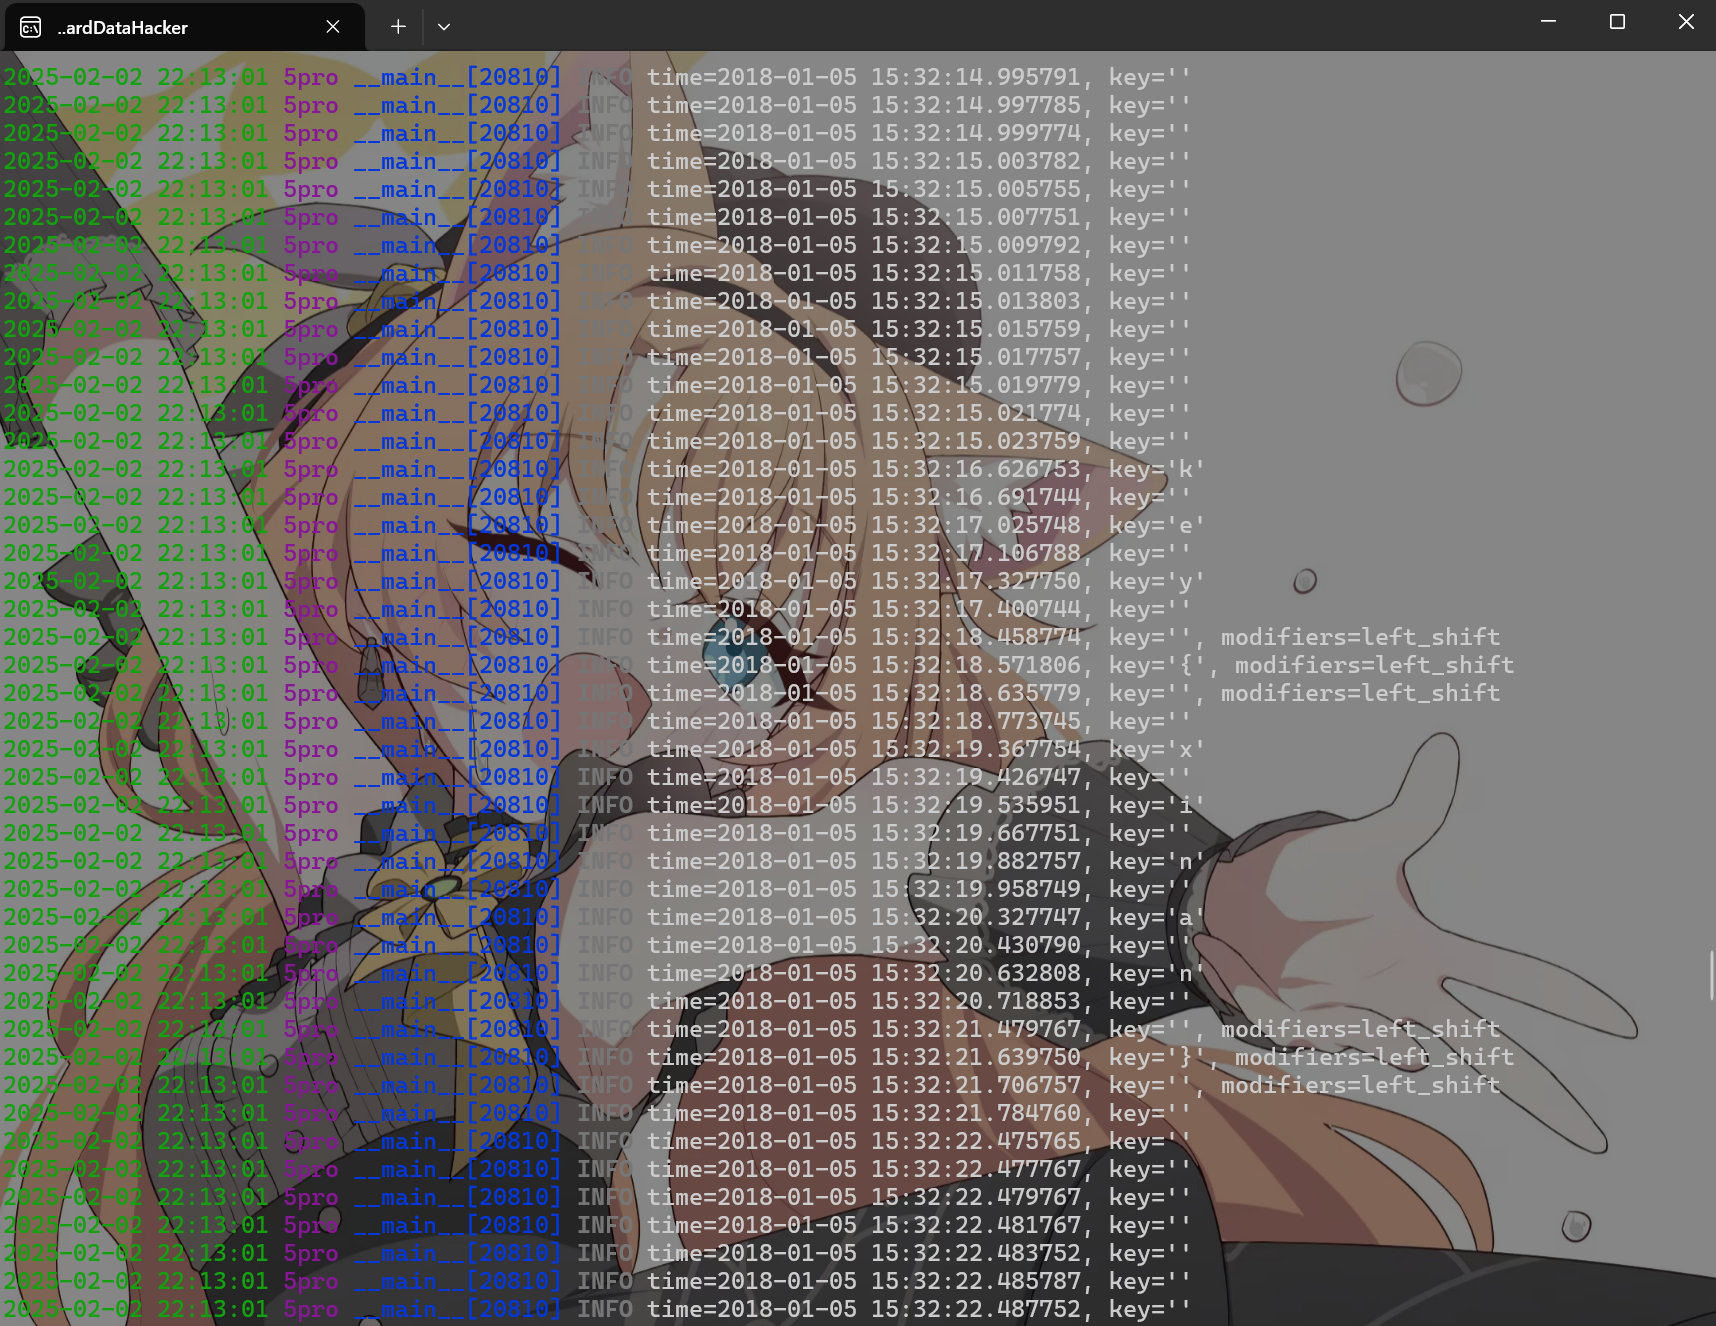 ..ardDataHacker
2025-02-02 22:13:01 5pro __main__[20810] INFO time=2018-01-05 15:32:14.995791, key=''
2025-02-02 22:13:01 5pro __main__[20810] INFO time=2018-01-05 15:32:14.997785, key=''
2025-02-02 22:13:01 5pro __main__[20810] INFO time=2018-01-05 15:32:14.999774, key=''
2025-02-02 22:13:01 5pro __main__[20810] INFO time=2018-01-05 15:32:15.003782, key=''
2025-02-02 22:13:01 5pro __main__[20810] INFO time=2018-01-05 15:32:15.005755, key=''
2025-02-02 22:13:01 5pro __main__[20810] INFO time=2018-01-05 15:32:15.007751, key=''
2025-02-02 22:13:01 5pro __main__[20810] INFO time=2018-01-05 15:32:15.009792, key=''
2025-02-02 22:13:01 5pro __main__[20810] INFO time=2018-01-05 15:32:15.011758, key=''
2025-02-02 22:13:01 5pro __main__[20810] INFO time=2018-01-05 15:32:15.013803, key=''
2025-02-02 22:13:01 5pro __main__[20810] INFO time=2018-01-05 15:32:15.015759, key=''
2025-02-02 22:13:01 5pro __main__[20810] INFO time=2018-01-05 15:32:15.017757, key=''
2025-02-02 22:13:01 5pro __main__[20810] INFO time=2018-01-05 15:32:15.019779, key=''
2025-02-02 22:13:01 5pro __main__[20810] INFO time=2018-01-05 15:32:15.021774, key=''
2025-02-02 22:13:01 5pro __main__[20810] INFO time=2018-01-05 15:32:15.023759, key=''
2025-02-02 22:13:01 5pro __main__[20810] INFO time=2018-01-05 15:32:16.626753, key='k'
2025-02-02 22:13:01 5pro __main__[20810] INFO time=2018-01-05 15:32:16.691744, key=''
2025-02-02 22:13:01 5pro __main__[20810] INFO time=2018-01-05 15:32:17.025748, key='e'
2025-02-02 22:13:01 5pro __main__[20810] INFO time=2018-01-05 15:32:17.106788, key=''
2025-02-02 22:13:01 5pro __main__[20810] INFO time=2018-01-05 15:32:17.327750, key='y'
2025-02-02 22:13:01 5pro __main__[20810] INFO time=2018-01-05 15:32:17.400744, key=''
2025-02-02 22:13:01 5pro __main__[20810] INFO time=2018-01-05 15:32:18.458774, key='', modifiers=left_shift
2025-02-02 22:13:01 5pro __main__[20810] INFO time=2018-01-05 15:32:18.571806, key='{', modifiers=left_shift
2025-02-02 22:13:01 5pro __main__[20810] INFO time=2018-01-05 15:32:18.635779, key='', modifiers=left_shift
2025-02-02 22:13:01 5pro __main__[20810] INFO time=2018-01-05 15:32:18.773745, key=''
2025-02-02 22:13:01 5pro __main__[20810] INFO time=2018-01-05 15:32:19.367754, key='x'
2025-02-02 22:13:01 5pro __main__[20810] INFO time=2018-01-05 15:32:19.426747, key=''
2025-02-02 22:13:01 5pro __main__[20810] INFO time=2018-01-05 15:32:19.535951, key='i'
2025-02-02 22:13:01 5pro __main__[20810] INFO time=2018-01-05 15:32:19.667751, key=''
2025-02-02 22:13:01 5pro __main__[20810] INFO time=2018-01-05 15:32:19.882757, key='n'
2025-02-02 22:13:01 5pro __main__[20810] INFO time=2018-01-05 15:32:19.958749, key=''
2025-02-02 22:13:01 5pro __main__[20810] INFO time=2018-01-05 15:32:20.327747, key='a'
2025-02-02 22:13:01 5pro __main__[20810] INFO time=2018-01-05 15:32:20.430790, key=''
2025-02-02 22:13:01 5pro __main__[20810] INFO time=2018-01-05 15:32:20.632808, key='n'
2025-02-02 22:13:01 5pro __main__[20810] INFO time=2018-01-05 15:32:20.718853, key=''
2025-02-02 22:13:01 5pro __main__[20810] INFO time=2018-01-05 15:32:21.479767, key='', modifiers=left_shift
2025-02-02 22:13:01 5pro __main__[20810] INFO time=2018-01-05 15:32:21.639750, key='}', modifiers=left_shift
2025-02-02 22:13:01 5pro __main__[20810] INFO time=2018-01-05 15:32:21.706757, key='', modifiers=left_shift
2025-02-02 22:13:01 5pro __main__[20810] INFO time=2018-01-05 15:32:21.784760, key=''
2025-02-02 22:13:01 5pro __main__[20810] INFO time=2018-01-05 15:32:22.475765, key=''
2025-02-02 22:13:01 5pro __main__[20810] INFO time=2018-01-05 15:32:22.477767, key=''
2025-02-02 22:13:01 5pro __main__[20810] INFO time=2018-01-05 15:32:22.479767, key=''
2025-02-02 22:13:01 5pro __main__[20810] INFO time=2018-01-05 15:32:22.481767, key=''
2025-02-02 22:13:01 5pro __main__[20810] INFO time=2018-01-05 15:32:22.483752, key=''
2025-02-02 22:13:01 5pro __main__[20810] INFO time=2018-01-05 15:32:22.485787, key=''
2025-02-02 22:13:01 5pro __main__[20810] INFO time=2018-01-05 15:32:22.487752, key=''